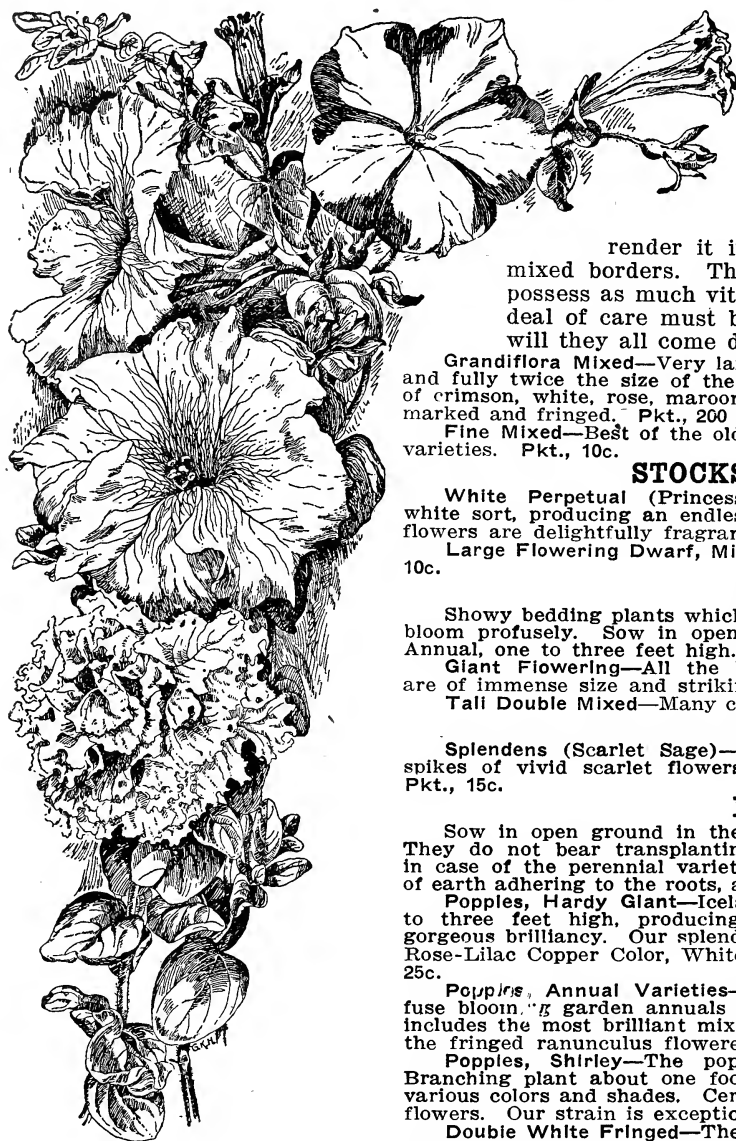 render it i
mixed borders. Th
possess as much vit
deal of care must b
will they all come d
Grandiflora Mixed—Very la
and fully twice the size of the
of crimson, white, rose, maroon
marked and fringed. Pkt., 200
Fine Mixed—Best of the old
varieties. Pkt., 10c.
STOCKS
White Perpetual (Princess
white sort, producing an endles
flowers are delightfully fragran
Large Flowering Dwarf, Mi
10c.
Showy bedding plants which
bloom profusely. Sow in open
Annual, one to three feet high.
Giant Flowering—All the
are of immense size and striki
Tall Double Mixed—Many c
Splendens (Scarlet Sage)—
spikes of vivid scarlet flowers
Pkt., 15c.
Sow in open ground in the
They do not bear transplantin
in case of the perennial variet
of earth adhering to the roots, a
Poppies, Hardy Giant—Icela
to three feet high, producing
gorgeous brilliancy. Our splend
Rose-Lilac Copper Color, White
25c.
Poppies, Annual Varieties—
fuse blooming garden annuals
includes the most brilliant mix
the fringed ranunculus flowere
Poppies, Shirley—The pop
Branching plant about one foo
various colors and shades. Cer
flowers. Our strain is exceptio
Double White Fringed—The